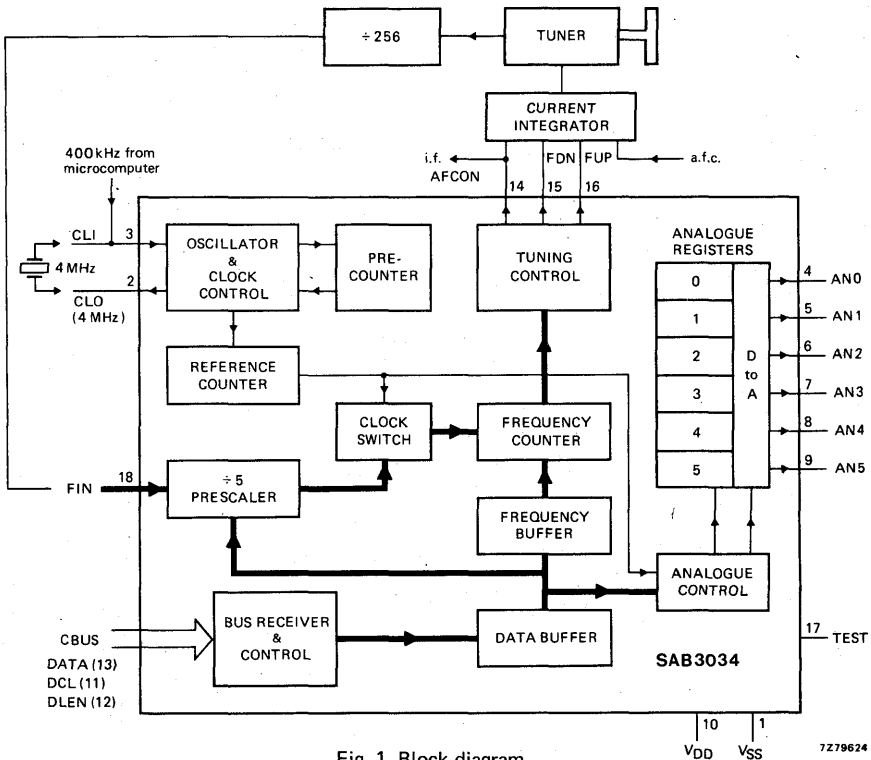 ÷ 256
TUNER
CURRENT
INTEGRATOR
400 kHz from
microcomputer
i.f.
AFCON
FDN
FUP
a.f.c.
14
15
16
CLI
3
4 MHz
2
CLO
(4 MHz)
OSCILLATOR
&
CLOCK
CONTROL
PRE-
COUNTER
TUNING
CONTROL
ANALOGUE
REGISTERS
0
1
2
3
4
5
D
to
A
4
AN0
5
AN1
6
AN2
7
AN3
8
AN4
9
AN5
REFERENCE
COUNTER
CLOCK
SWITCH
FREQUENCY
COUNTER
FIN
18
÷ 5
PRESCALER
FREQUENCY
BUFFER
ANALOGUE
CONTROL
CBUS
DATA (13)
DCL (11)
DLEN (12)
BUS RECEIVER
&
CONTROL
DATA BUFFER
17
TEST
SAB3034
10
1
VDD
VSS
7Z79624
Fig. 1 Block diagram